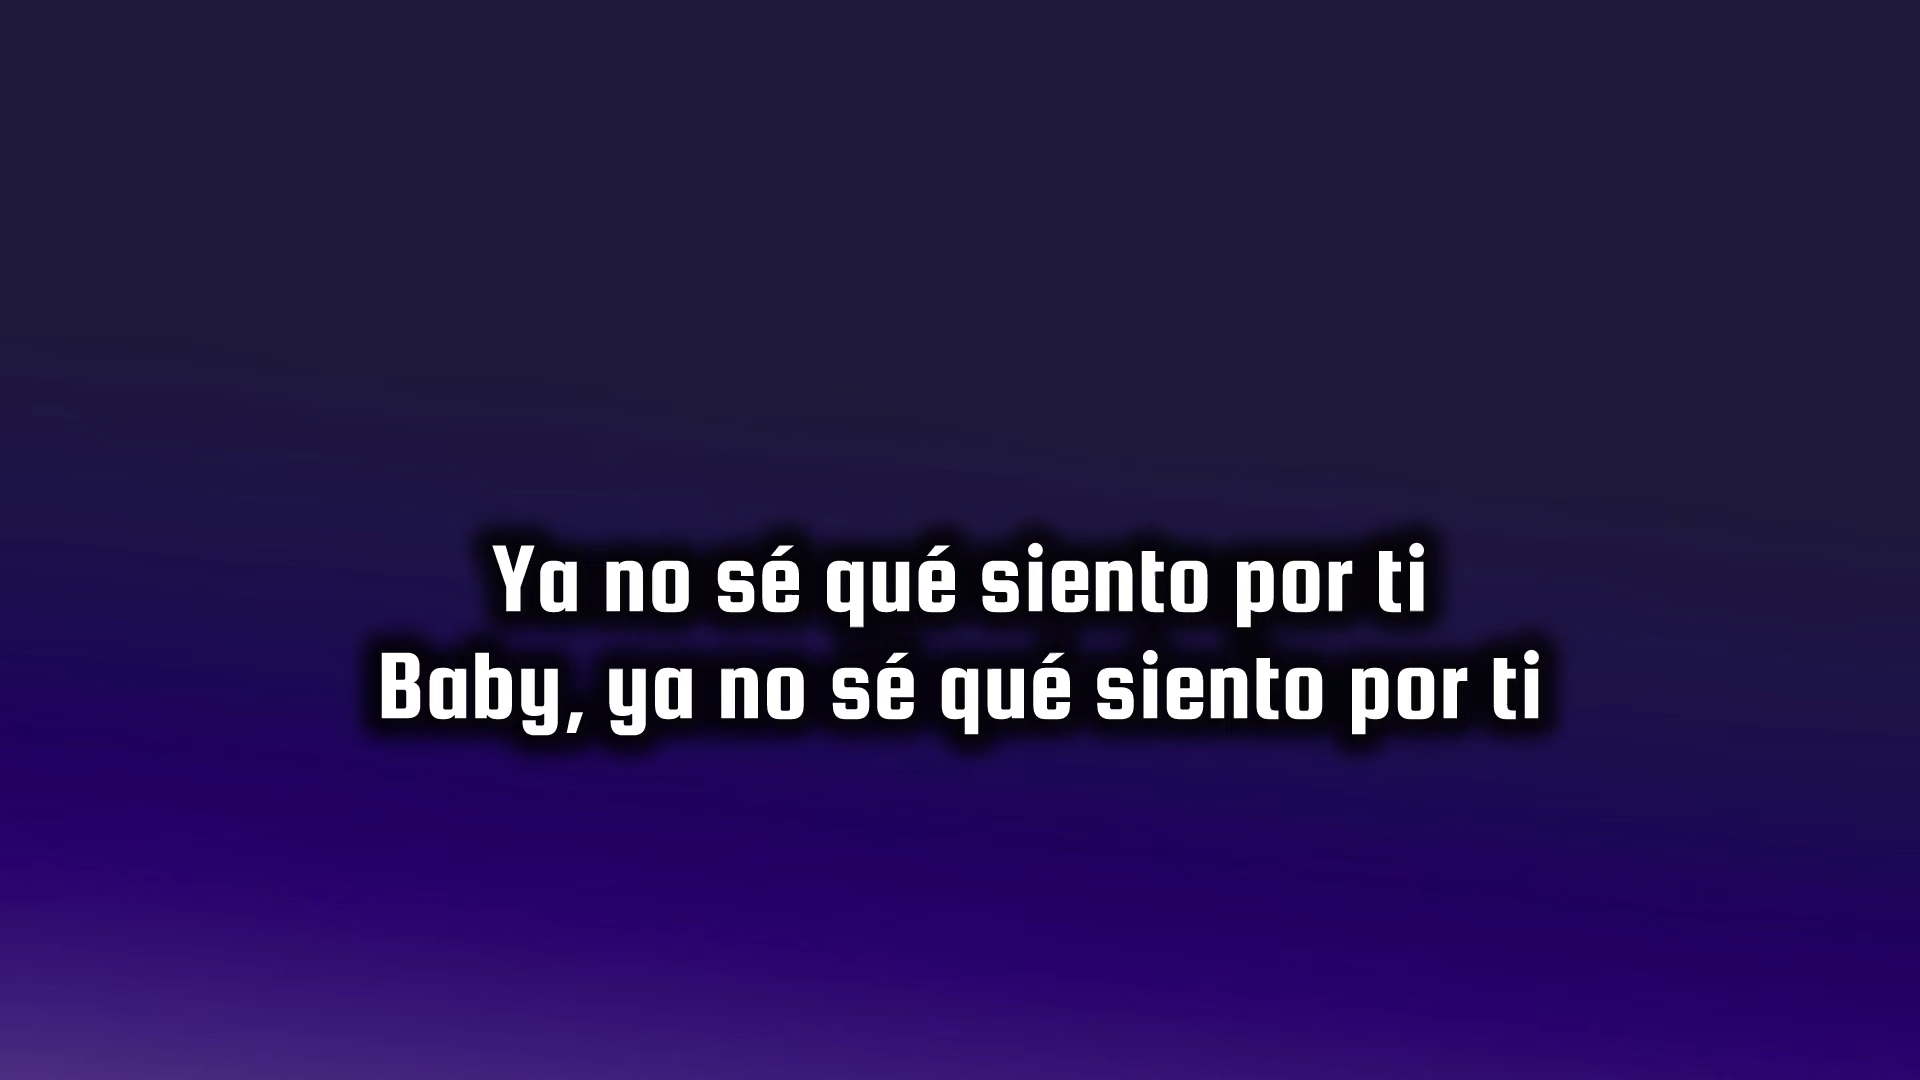 Ya no sé qué siento por ti
Baby, ya no sé qué siento por ti